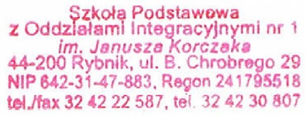 Szkoła Podstawowa
z Oddziałami Integracyjnymi nr 1
im. Janusza Korczaka
44-200 Rybnik, ul. B. Chrobrego 29
NIP 642-31-47-883, Regon 241795518
tel./fax 32 42 22 587, tel. 32 42 30 807